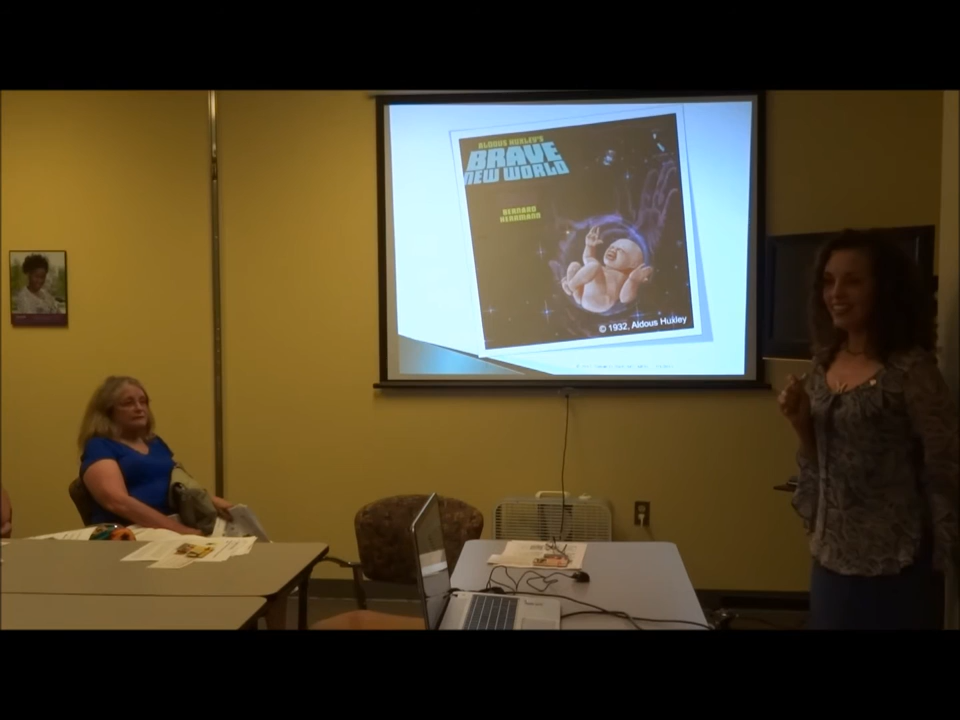 ALDOUS HUXLEY'S
BRAVE
NEW WORLD
BERNARD
HERRMANN
© 1932, Aldous Huxley